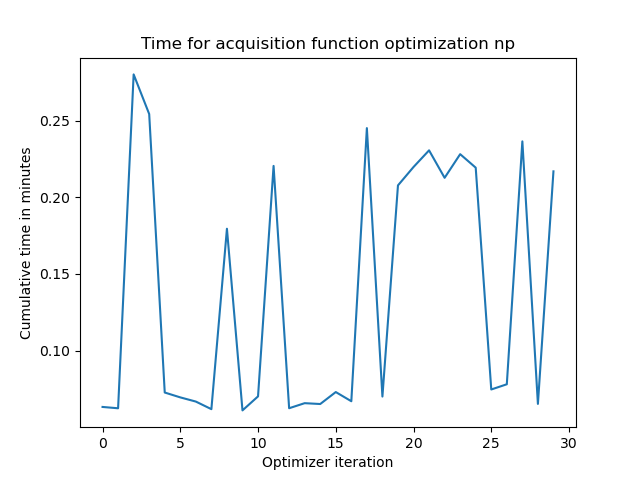 Time for acquisition function optimization np
Cumulative time in minutes
0.25
0.20
0.15
0.10
0 5 10 15 20 25 30
Optimizer iteration